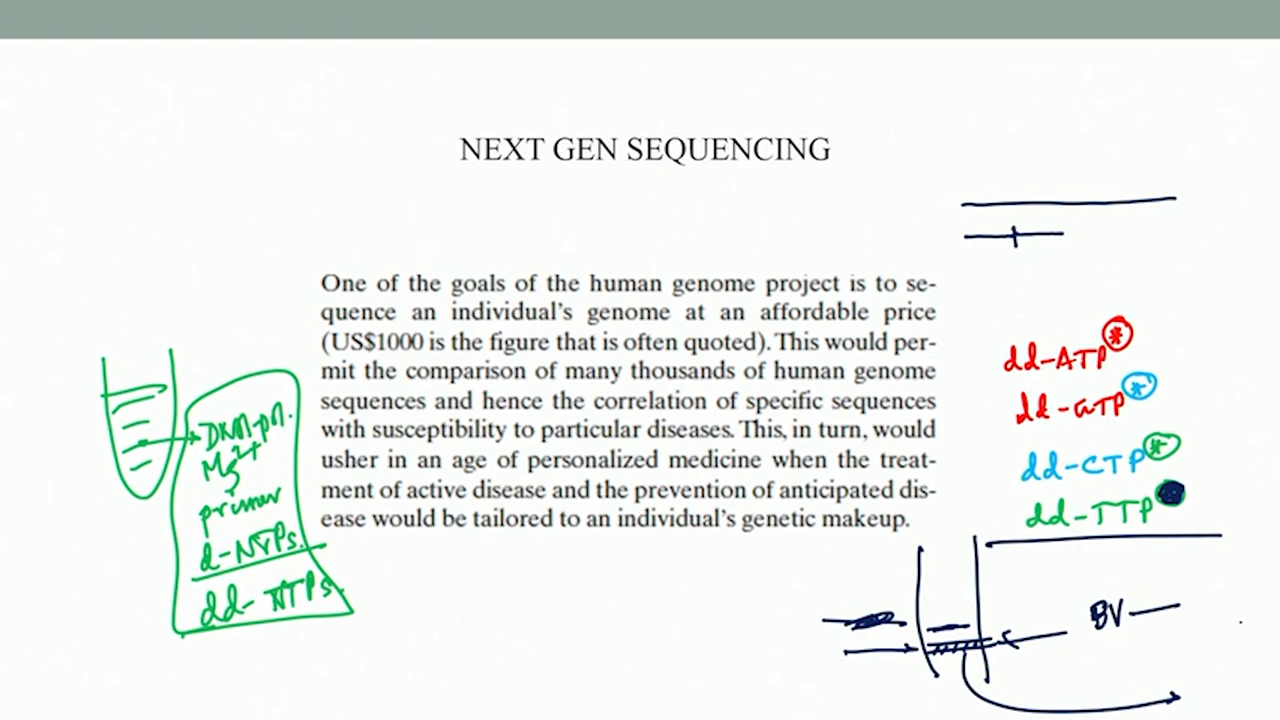 NEXT GEN SEQUENCING
One of the goals of the human genome project is to se-
quence an individual's genome at an affordable price
(US$1000 is the figure that is often quoted). This would per-
mit the comparison of many thousands of human genome
sequences and hence the correlation of specific sequences
with susceptibility to particular diseases. This, in turn, would
usher in an age of personalized medicine when the treat-
ment of active disease and the prevention of anticipated dis-
ease would be tailored to an individual's genetic makeup.
Mg2+
primer
d-NTPs.
dd-NTPs.
dd-ATP*
dd-GTP*
dd-CTP*
dd-TTP